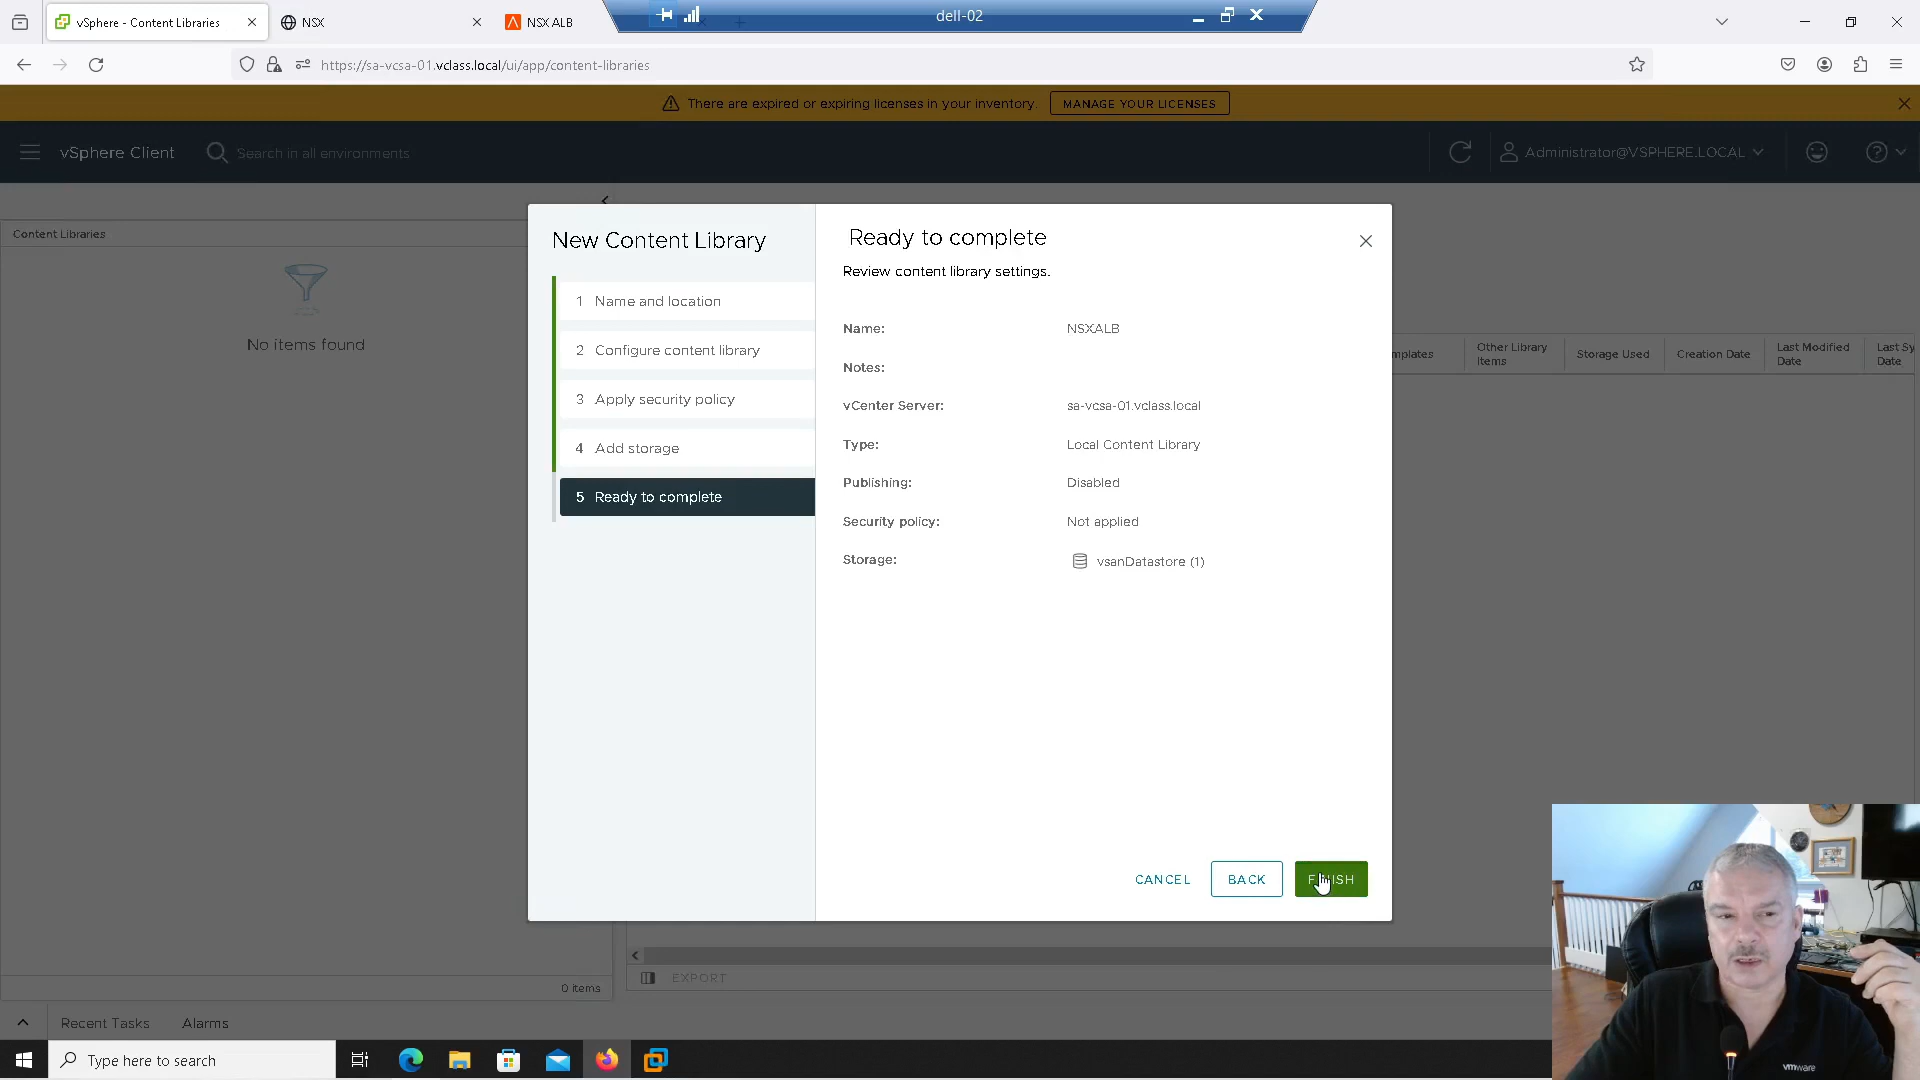 vSphere - Content Libraries
NSX
NSX ALB
dell-02
https://sa-vcsa-01.vclass.local/ui/app/content-libraries
There are expired or expiring licenses in your inventory.
MANAGE YOUR LICENSES
vSphere Client
Search in all environments
Administrator@VSPHERE.LOCAL
Content Libraries
No items found
0 items
New Content Library
1 Name and location
2 Configure content library
3 Apply security policy
4 Add storage
5 Ready to complete
Ready to complete
Review content library settings.
Name: NSXALB
Notes:
vCenter Server: sa-vcsa-01.vclass.local
Type: Local Content Library
Publishing: Disabled
Security policy: Not applied
Storage: vsanDatastore (1)
CANCEL
BACK
FINISH
mplates
Other Library
Items
Storage Used
Creation Date
Last Modified
Date
Last Sy
Date
EXPORT
Recent Tasks
Alarms
Type here to search
vmware